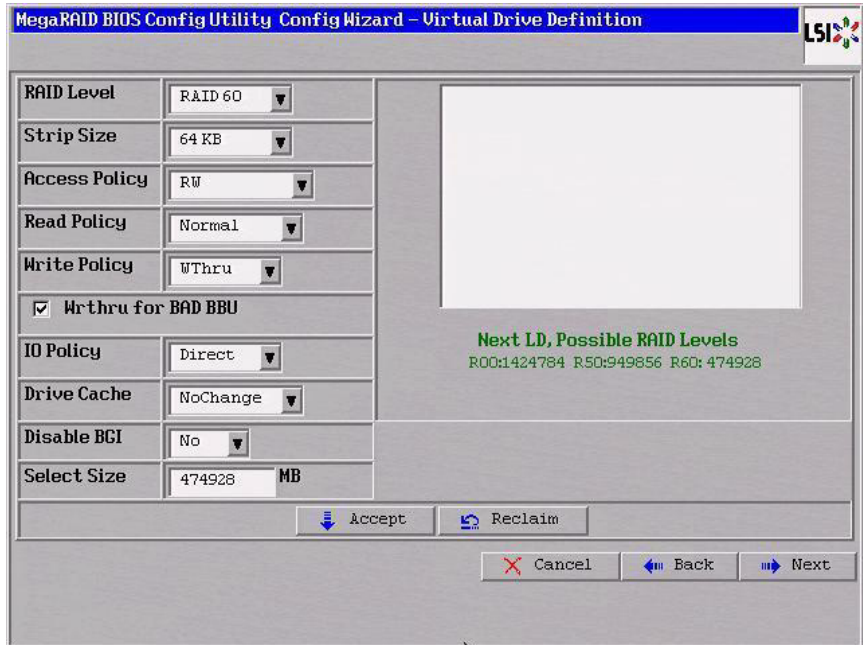 MegaRAID BIOS Config Utility Config Wizard – Virtual Drive Definition
LSI
RAID Level RAID 60
Strip Size 64 KB
Access Policy RW
Read Policy Normal
Write Policy WThru
Wrthru for BAD BBU
IO Policy Direct
Drive Cache NoChange
Disable BGI No
Select Size 474928 MB
Next LD, Possible RAID Levels
R00:1424784 R50:949856 R60: 474928
Accept Reclaim
Cancel Back Next